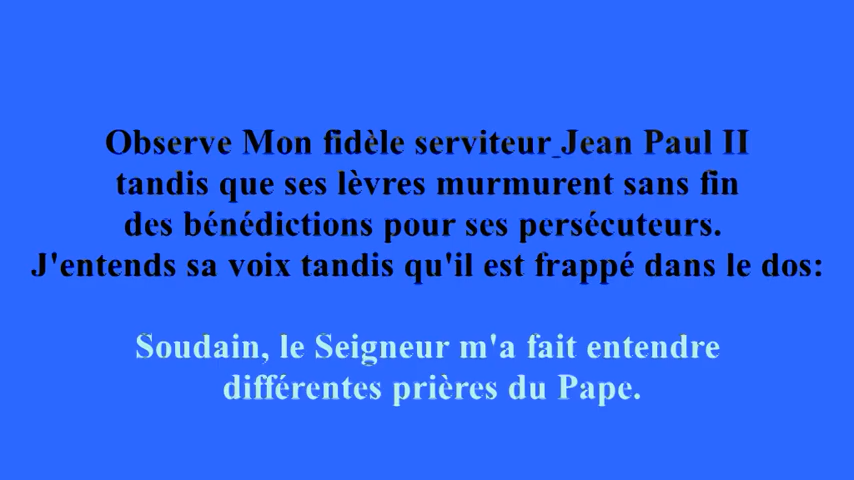 Observe Mon fidèle serviteur Jean Paul II
tandis que ses lèvres murmurent sans fin
des bénédictions pour ses persécuteurs.
J'entends sa voix tandis qu'il est frappé dans le dos:
Soudain, le Seigneur m'a fait entendre
différentes prières du Pape.